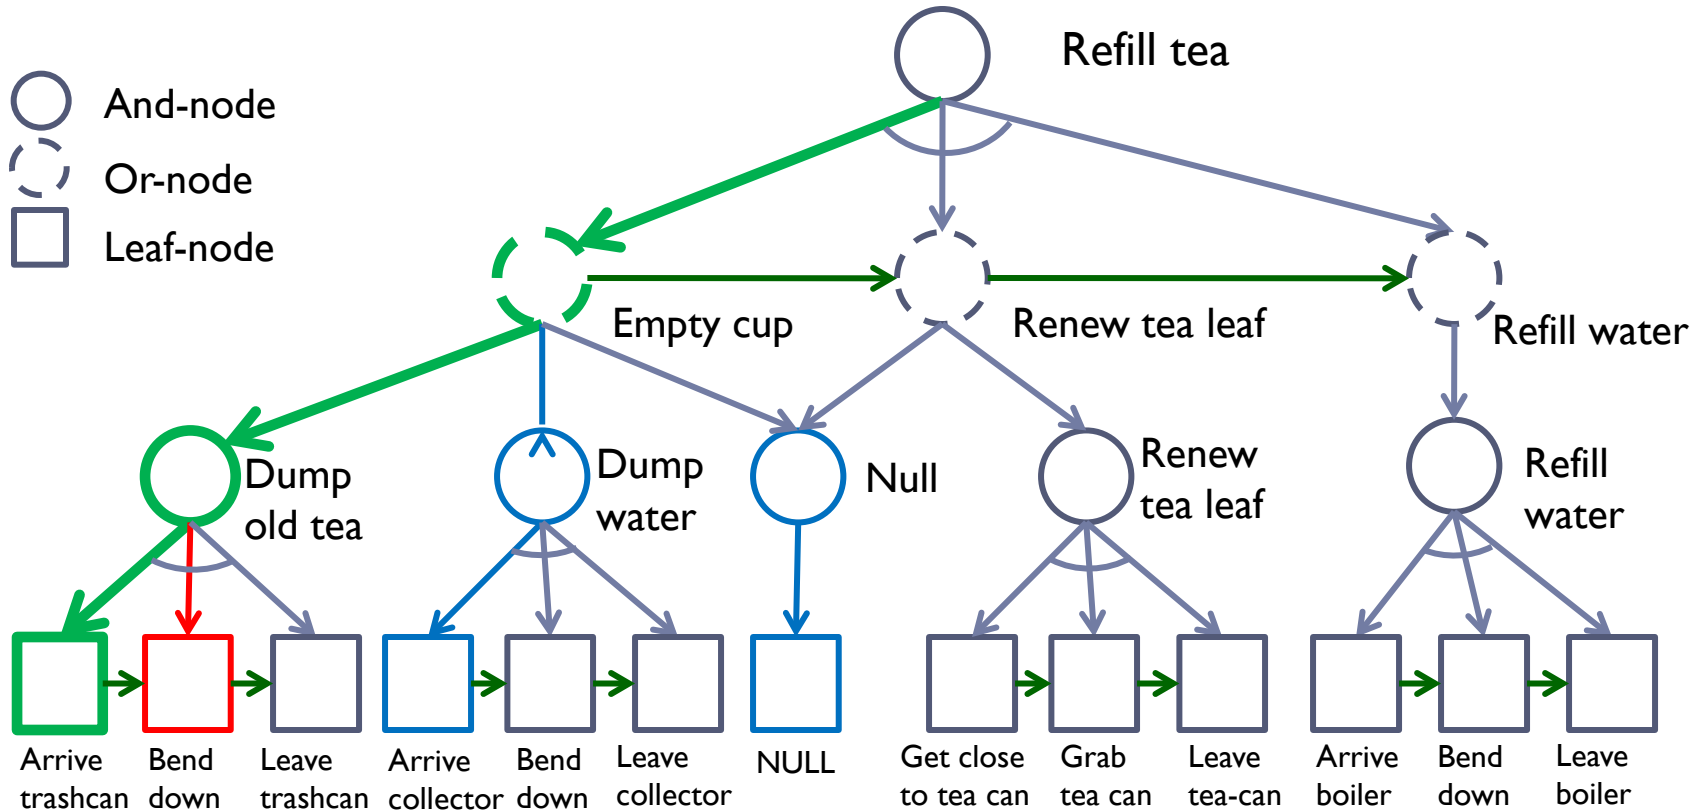 Refill tea
And-node
Or-node
Leaf-node
Empty cup
Renew tea leaf
Refill water
Dump
old tea
Dump
water
Null
Renew
tea leaf
Refill
water
Arrive
trashcan
Bend
down
Leave
trashcan
Arrive
collector
Bend
down
Leave
collector
NULL
Get close
to tea can
Grab
tea can
Leave
tea-can
Arrive
boiler
Bend
down
Leave
boiler